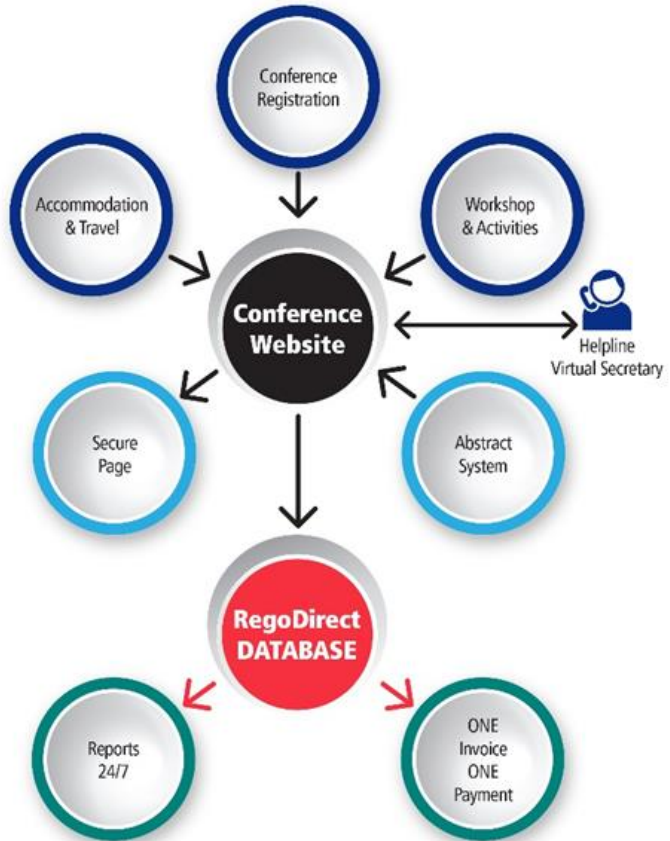 Conference
Registration
Accommodation
& Travel
Workshop
& Activities
Conference
Website
Helpline
Virtual Secretary
Secure
Page
Abstract
System
RegoDirect
DATABASE
Reports
24/7
ONE
Invoice
ONE
Payment